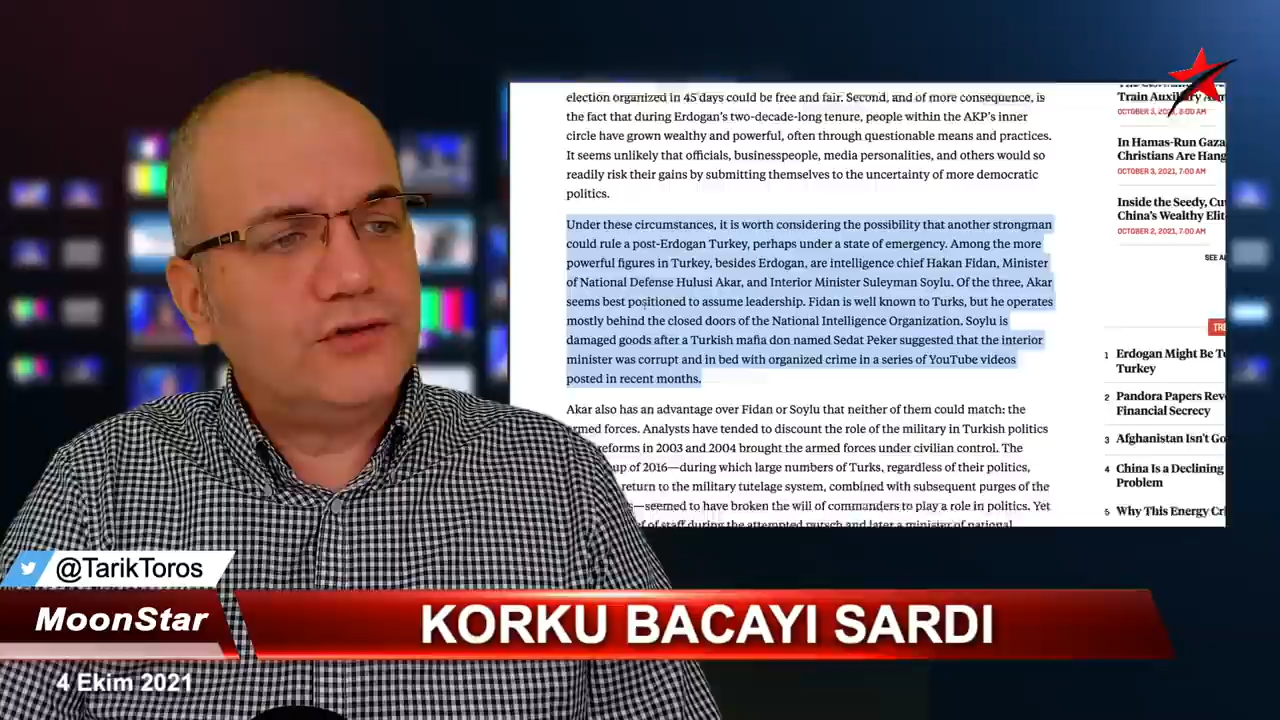 election organized in 45 days could be free and fair. Second, and of more consequence, is
the fact that during Erdogan's two-decade-long tenure, people within the AKP's inner
circle have grown wealthy and powerful, often through questionable means and practices.
It seems unlikely that officials, businesspeople, media personalities, and others would so
readily risk their gains by submitting themselves to the uncertainty of more democratic
politics.
Under these circumstances, it is worth considering the possibility that another strongman
could rule a post-Erdogan Turkey, perhaps under a state of emergency. Among the more
powerful figures in Turkey, besides Erdogan, are intelligence chief Hakan Fidan, Minister
of National Defense Hulusi Akar, and Interior Minister Suleyman Soylu. Of the three, Akar
seems best positioned to assume leadership. Fidan is well known to Turks, but he operates
mostly behind the closed doors of the National Intelligence Organization. Soylu is
damaged goods after a Turkish mafia don named Sedat Peker suggested that the interior
minister was corrupt and in bed with organized crime in a series of YouTube videos
posted in recent months.
Akar also has an advantage over Fidan or Soylu that neither of them could match: the
armed forces. Analysts have tended to discount the role of the military in Turkish politics
reforms in 2003 and 2004 brought the armed forces under civilian control. The
up of 2016—during which large numbers of Turks, regardless of their politics,
return to the military tutelage system, combined with subsequent purges of the
—seemed to have broken the will of commanders to play a role in politics. Yet
of staff during the attempted putsch and later a minister of national
Train Auxiliary
OCTOBER 3, 2021, 8:00 AM
In Hamas-Run Gaza
Christians Are Hang
OCTOBER 3, 2021, 7:00 AM
Inside the Seedy, Cu
China's Wealthy Elit
OCTOBER 2, 2021, 7:00 AM
SEE A
TRE
1 Erdogan Might Be T
Turkey
2 Pandora Papers Rev
Financial Secrecy
3 Afghanistan Isn't Go
4 China Is a Declining
Problem
5 Why This Energy Cri
@TarikToros
MoonStar
KORKU BACAYI SARDI
4 Ekim 2021